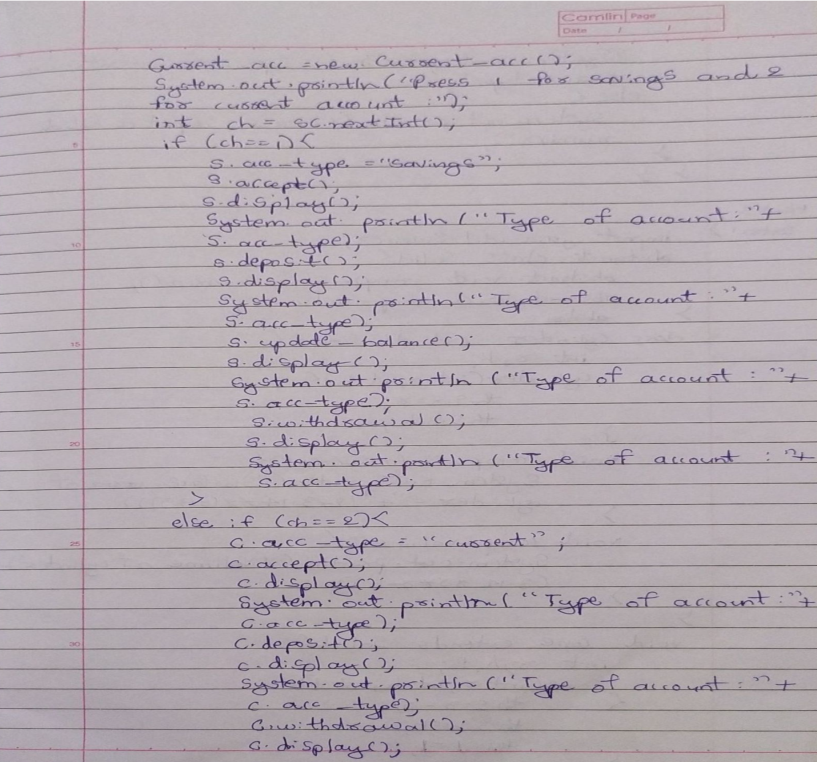 Camlin Page
Date / /
Current acc = new Current_acc();
System.out.println("Press 1 for savings and 2
for current account :");
int ch = sc.nextInt();
if (ch==1){
s.acc_type = "savings";
s.accept();
s.display();
System.out.println("Type of account : "+
s.acc_type);
s.deposit();
s.display();
System.out.println("Type of account : "+
s.acc_type);
s.update_balance();
s.display();
System.out.println("Type of account : "+
s.acc_type);
s.withdrawal();
s.display();
System.out.println("Type of account : "+
s.acc_type);
}
else if (ch==2){
c.acc_type = "current";
c.accept();
c.display();
System.out.println("Type of account : "+
c.acc_type);
c.deposit();
c.display();
System.out.println("Type of account : "+
c.acc_type);
c.withdrawal();
c.display();